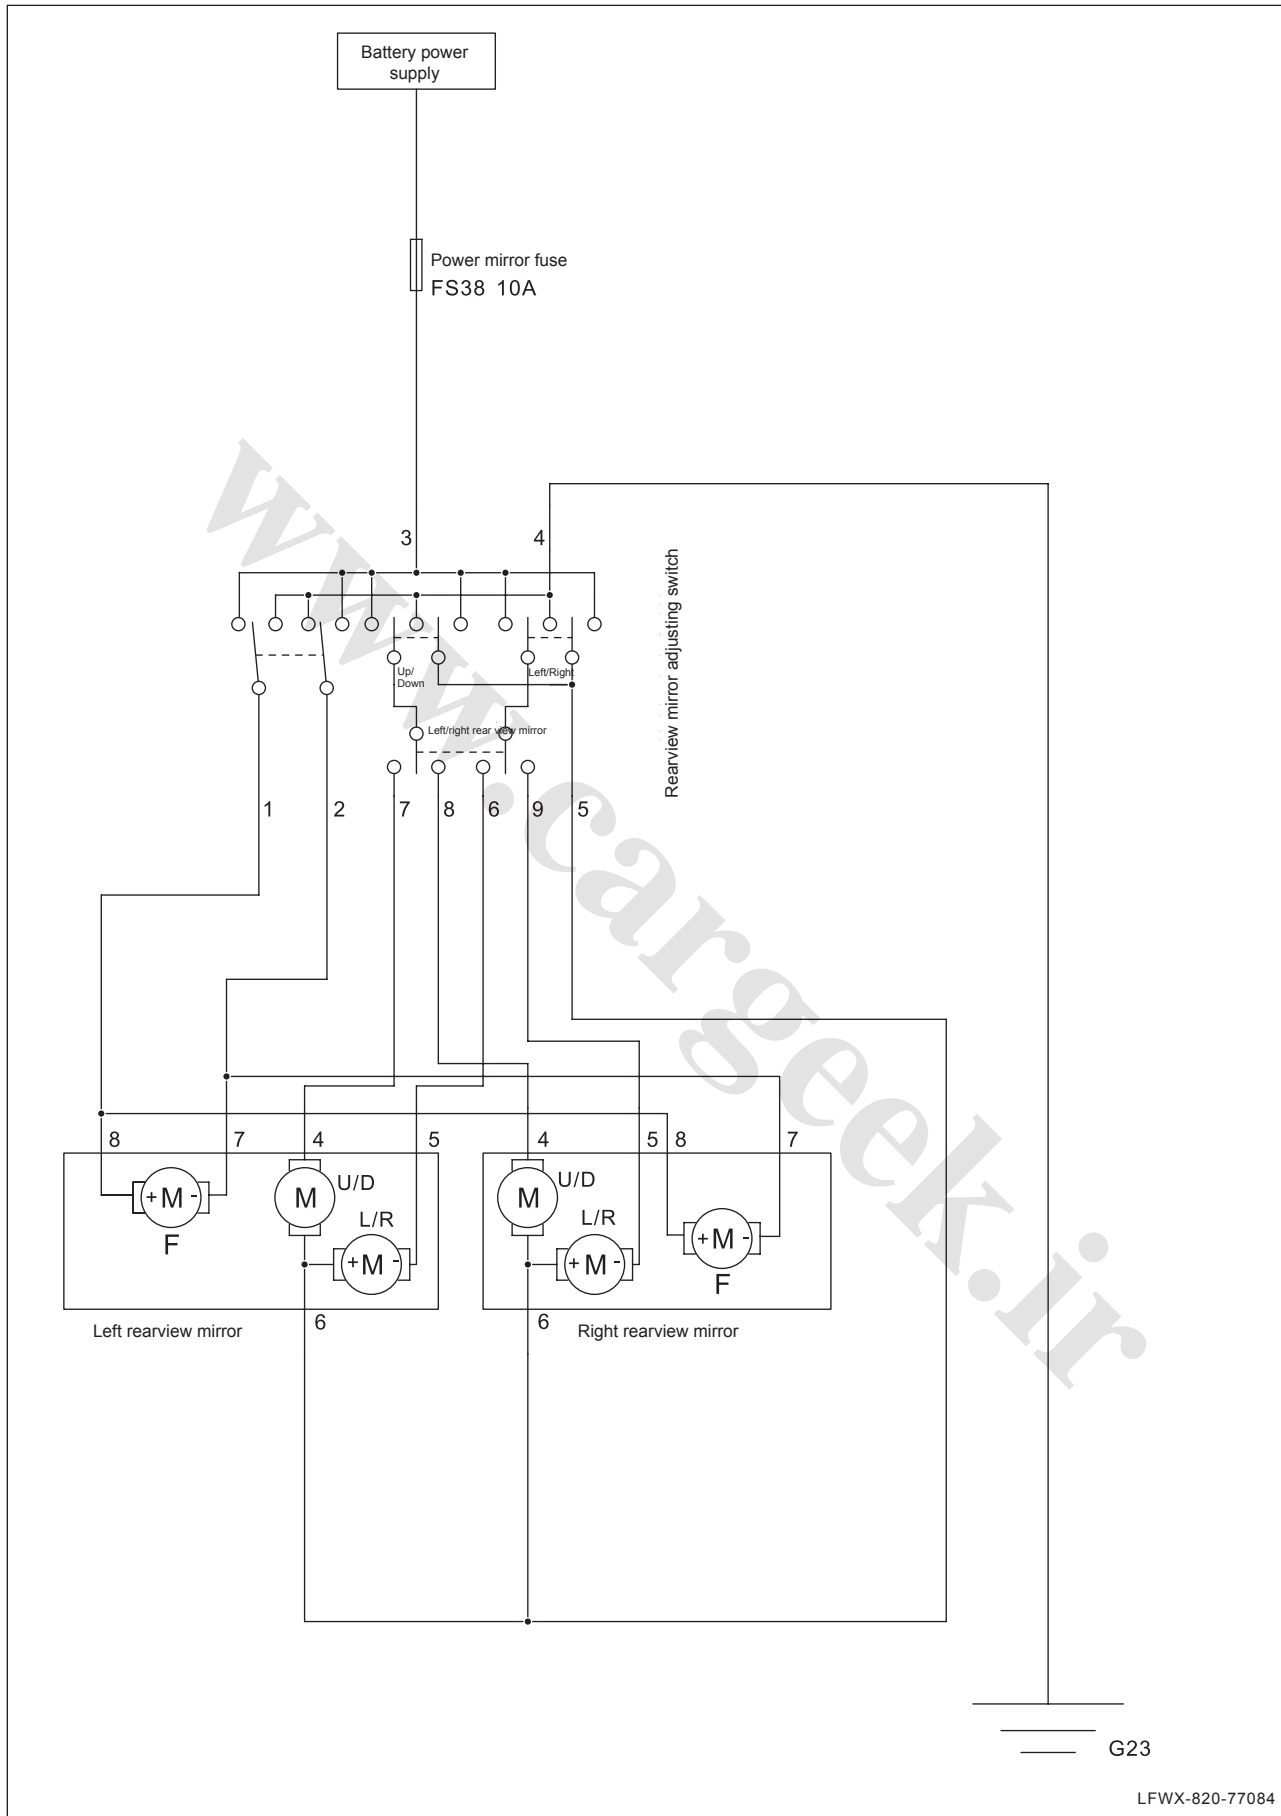 Battery power
supply
Power mirror fuse
FS38 10A
3
4
Rearview mirror adjusting switch
Up/
Down
Left/Right
Left/right rear view mirror
1
2
7
8
6
9
5
8
7
4
5
4
5
8
7
+ M -
F
M
U/D
L/R
+ M -
M
U/D
L/R
+ M -
+ M -
F
6
6
Left rearview mirror
Right rearview mirror
G23
LFWX-820-77084
www.cargeek.ir